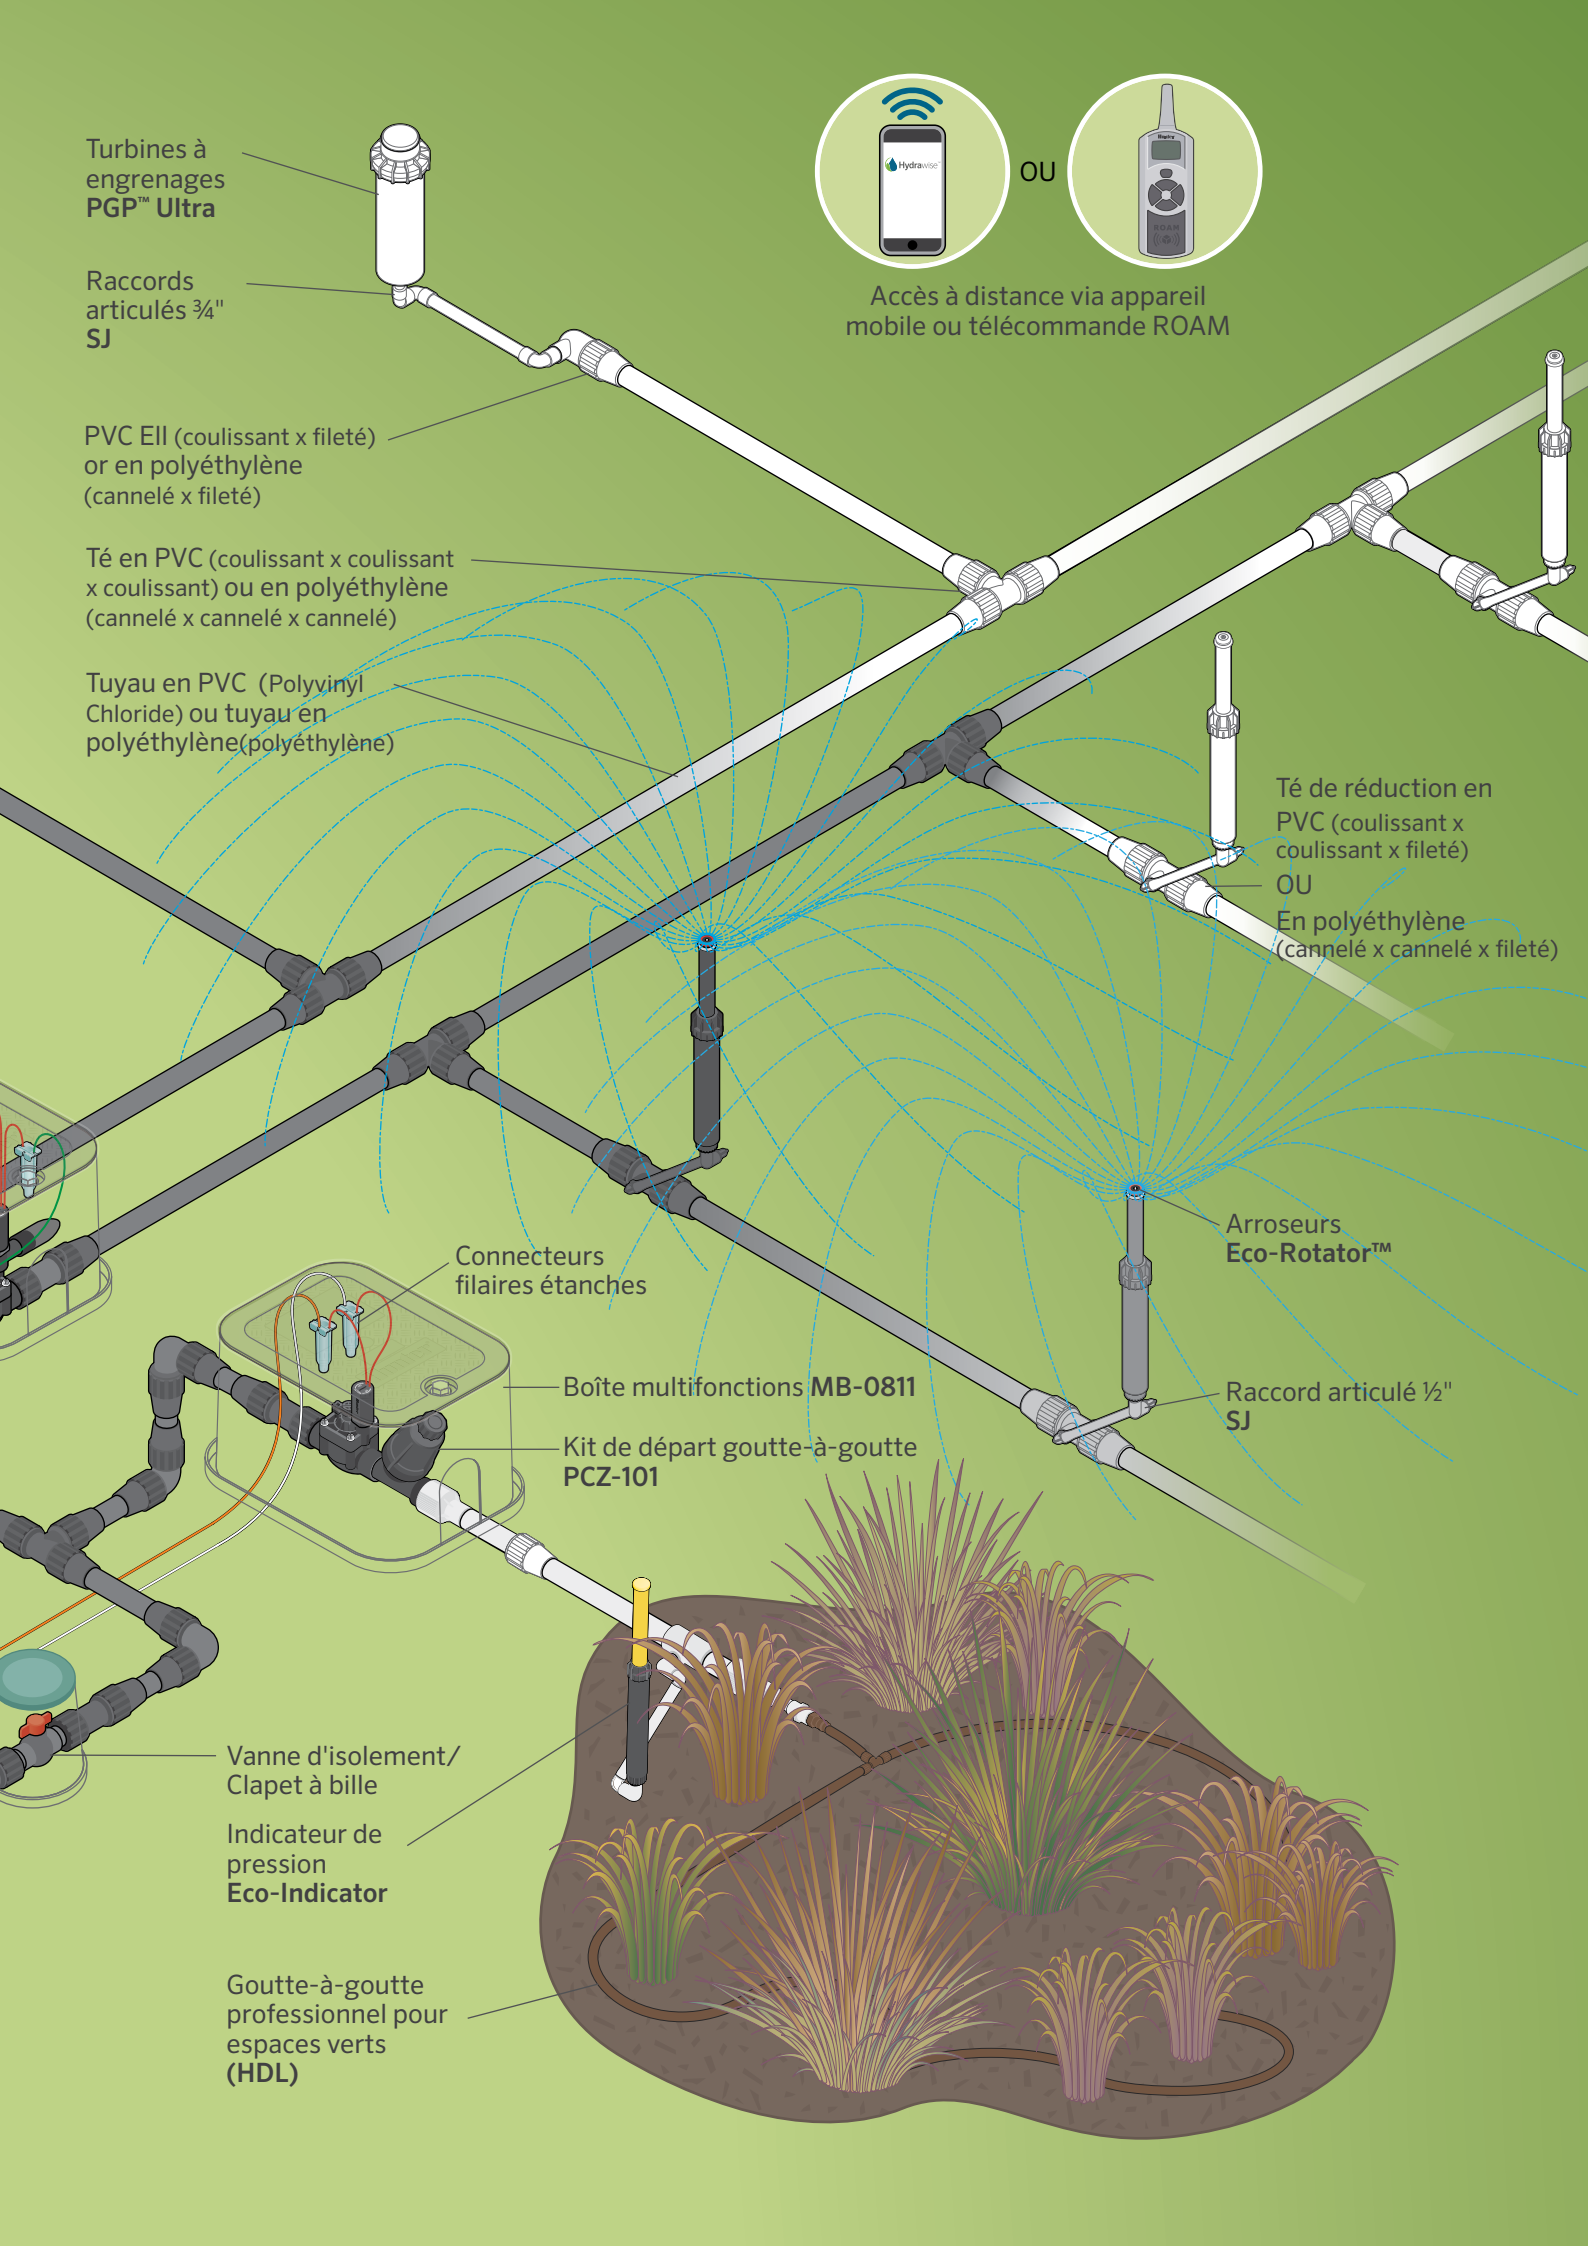 Hydrawise™
OU
Hunter
ROAM
Accès à distance via appareil
mobile ou télécommande ROAM
Turbines à
engrenages
PGP™ Ultra
Raccords
articulés ¾"
SJ
PVC Ell (coulissant x fileté)
or en polyéthylène
(cannelé x fileté)
Té en PVC (coulissant x coulissant
x coulissant) ou en polyéthylène
(cannelé x cannelé x cannelé)
Tuyau en PVC (Polyvinyl
Chloride) ou tuyau en
polyéthylène(polyéthylène)
Té de réduction en
PVC (coulissant x
coulissant x fileté)
OU
En polyéthylène
(cannelé x cannelé x fileté)
Arroseurs
Eco-Rotator™
Connecteurs
filaires étanches
Boîte multifonctions MB-0811
Raccord articulé ½"
SJ
Kit de départ goutte-à-goutte
PCZ-101
Vanne d'isolement/
Clapet à bille
Indicateur de
pression
Eco-Indicator
Goutte-à-goutte
professionnel pour
espaces verts
(HDL)